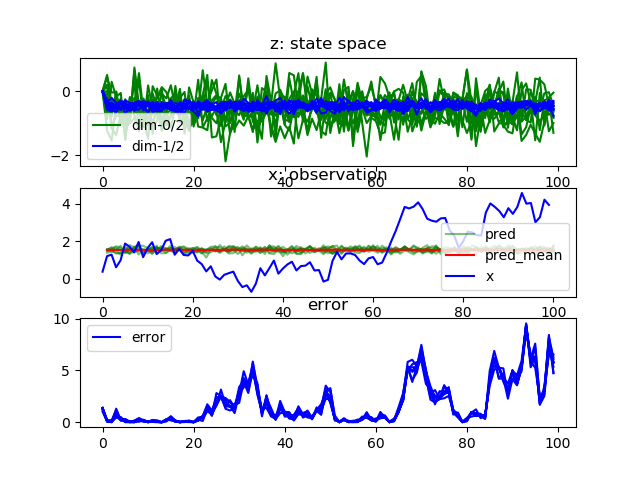 z: state space
0
−2
dim-0/2
dim-1/2
0 20 40 60 80 100
x: observation
4
2
0
pred
pred_mean
x
0 20 40 60 80 100
error
10
5
0
error
0 20 40 60 80 100